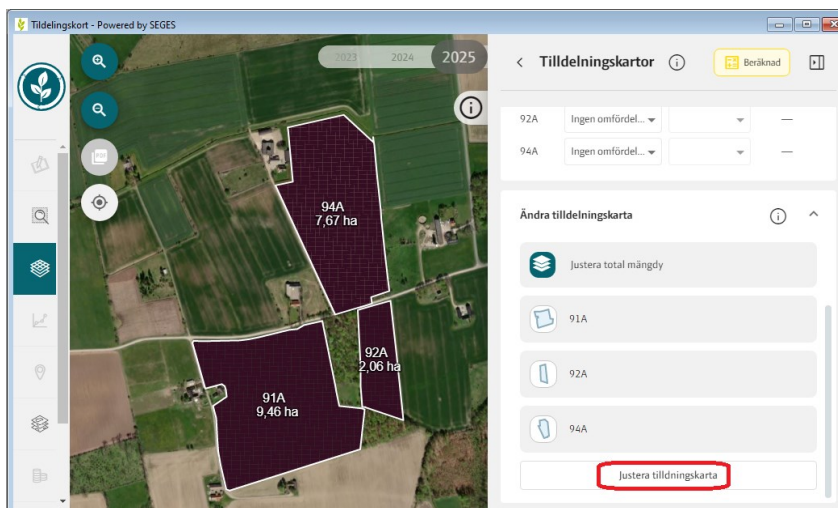 Tildelingskort - Powered by SEGES
2023 2024 2025
94A
7,67 ha
92A
2,06 ha
91A
9,46 ha
Tilldelningskartor
Beräknad
92A Ingen omfördel... —
94A Ingen omfördel... —
Ändra tilldelningskarta
Justera total mängdy
91A
92A
94A
Justera tilldningskarta